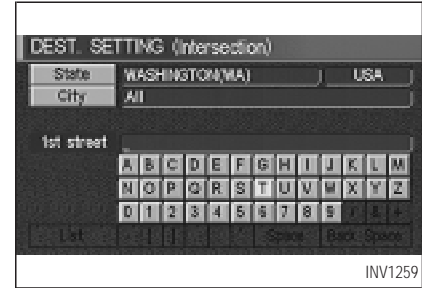 DEST. SETTING (Intersection)
State WASHINGTON(WA) USA
City All
1st street _
A B C D E F G H I J K L M
N O P Q R S T U V W X Y Z
0 1 2 3 4 5 6 7 8 9 / & +
List Space Back Space
INV1259